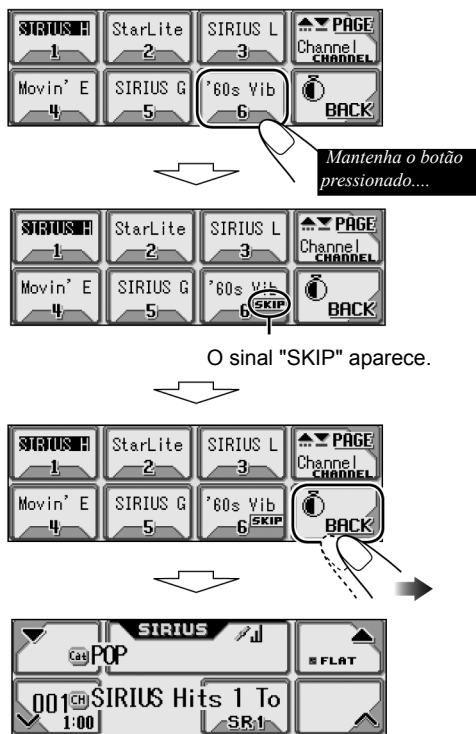 SIRIUS H StarLite SIRIUS L PAGE
1 2 3 Channel
CHANNEL
Movin' E SIRIUS G '60s Vib
4 5 6 BACK
Mantenha o botão
pressionado....
SIRIUS H StarLite SIRIUS L PAGE
1 2 3 Channel
CHANNEL
Movin' E SIRIUS G '60s Vib
4 5 6 SKIP BACK
O sinal "SKIP" aparece.
SIRIUS H StarLite SIRIUS L PAGE
1 2 3 Channel
CHANNEL
Movin' E SIRIUS G '60s Vib
4 5 6 SKIP BACK
SIRIUS
Cat POP FLAT
001 CH SIRIUS Hits 1 To
1:00 SR1